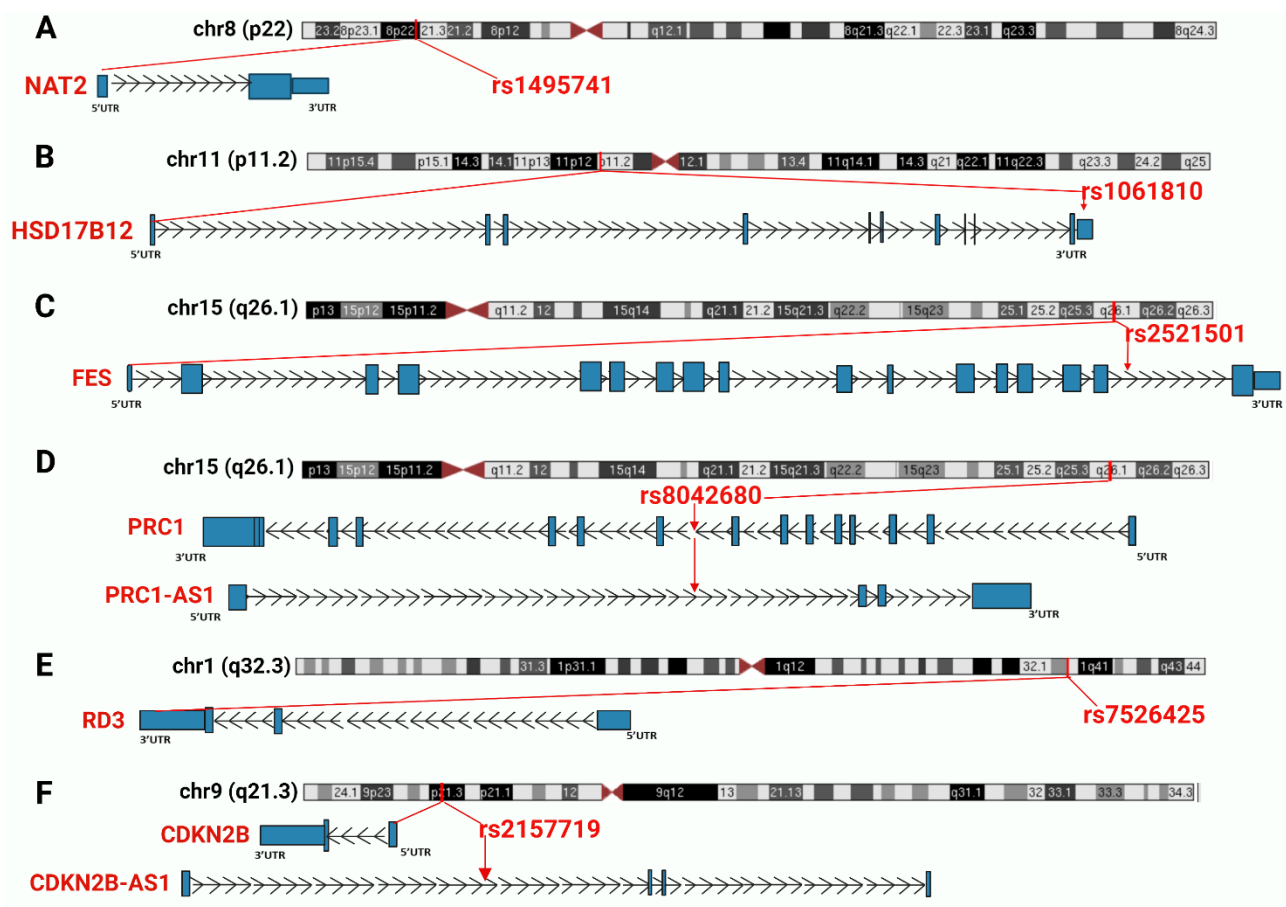 A
chr8 (p22)
23.2 8p23.1 8p22 21.3 21.2 8p12 q12.1 8q21.3 q22.1 22.3 23.1 q23.3 8q24.3
NAT2
rs1495741
5'UTR
3'UTR
B
chr11 (p11.2)
11p15.4 p15.1 14.3 14.1 11p13 11p12 p11.2 12.1 13.4 11q14.1 14.3 q21 q22.1 11q22.3 q23.3 24.2 q25
rs1061810
HSD17B12
5'UTR
3'UTR
C
chr15 (q26.1)
p13 15p12 15p11.2 q11.2 12 15q14 q21.1 21.2 15q21.3 q22.2 15q23 25.1 25.2 q25.3 q26.1 q26.2 q26.3
rs2521501
FES
5'UTR
3'UTR
D
chr15 (q26.1)
p13 15p12 15p11.2 q11.2 12 15q14 q21.1 21.2 15q21.3 q22.2 15q23 25.1 25.2 q25.3 q26.1 q26.2 q26.3
rs8042680
PRC1
3'UTR
5'UTR
PRC1-AS1
5'UTR
3'UTR
E
chr1 (q32.3)
31.3 1p31.1 1q12 32.1 1q41 q43 44
RD3
rs7526425
3'UTR
5'UTR
F
chr9 (q21.3)
24.1 9p23 p21.3 p21.1 12 9q12 13 21.13 q31.1 32 33.1 33.3 34.3
CDKN2B
rs2157719
3'UTR
5'UTR
CDKN2B-AS1